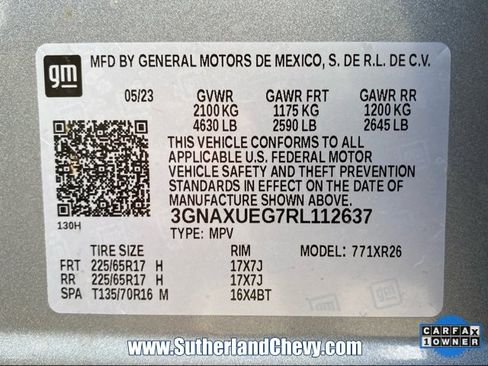 gm
MFD BY GENERAL MOTORS DE MEXICO, S. DE R.L. DE C.V.
05/23 GVWR GAWR FRT GAWR RR
2100 KG 1175 KG 1200 KG
4630 LB 2590 LB 2645 LB
THIS VEHICLE CONFORMS TO ALL
APPLICABLE U.S. FEDERAL MOTOR
VEHICLE SAFETY AND THEFT PREVENTION
STANDARDS IN EFFECT ON THE DATE OF
MANUFACTURE SHOWN ABOVE.
3GNAXUEG7RL112637
130H
TYPE: MPV
TIRE SIZE RIM MODEL: 771XR26
FRT 225/65R17 H 17X7J
RR 225/65R17 H 17X7J
SPA T135/70R16 M 16X4BT
CARFAX
1 OWNER
www.SutherlandChevy.com